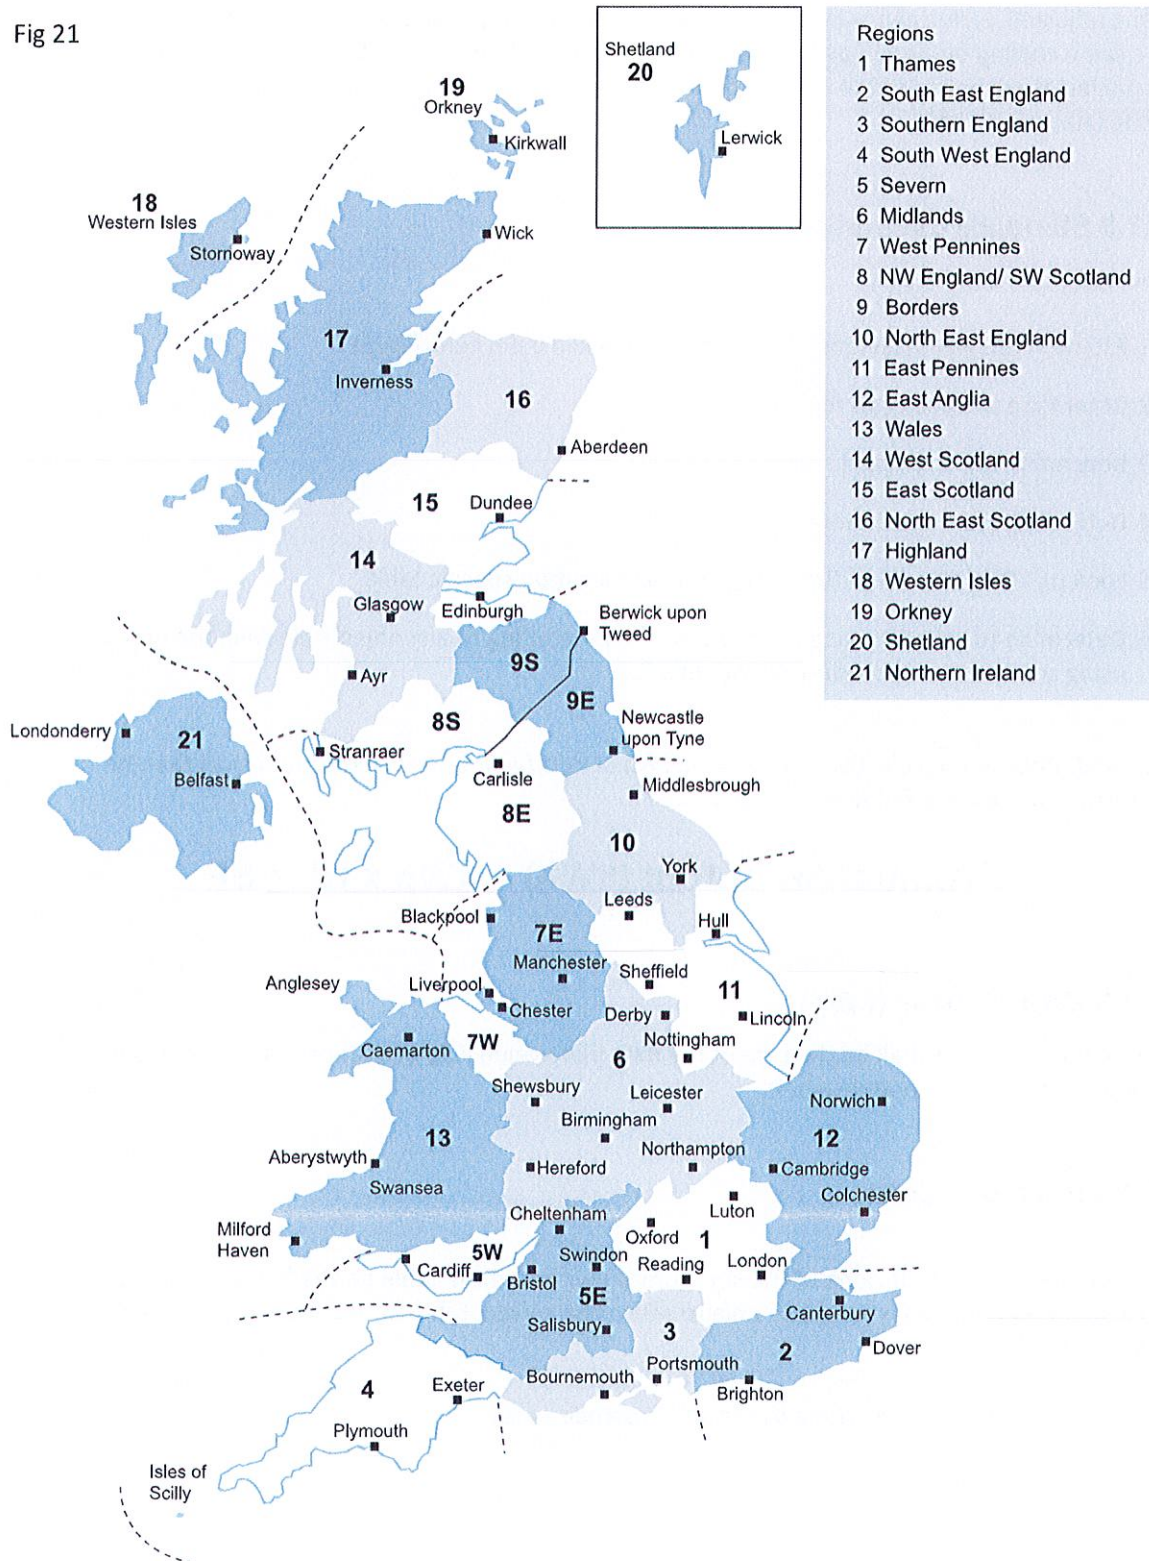 Fig 21
Shetland
20
19
Orkney
Kirkwall
Lerwick
18
Western Isles
Stornoway
Wick
17
Inverness
16
Aberdeen
15
Dundee
14
Glasgow
Edinburgh
Berwick upon
Tweed
9S
Ayr
9E
8S
Newcastle
upon Tyne
Londonderry
21
Stranraer
Carlisle
Belfast
Middlesbrough
8E
10
York
Leeds
Blackpool
Hull
7E
Manchester
Sheffield
Anglesey
Liverpool
11
Chester
Derby
Lincoln
7W
Caemarton
Nottingham
6
Shewsbury
Leicester
Norwich
Birmingham
13
12
Aberystwyth
Hereford
Northampton
Cambridge
Swansea
Colchester
Luton
Cheltenham
Milford
Haven
Oxford
1
5W
Swindon
Reading
London
Cardiff
Bristol
5E
Canterbury
Salisbury
3
2
Dover
Portsmouth
Bournemouth
Brighton
4
Exeter
Plymouth
Isles of
Scilly
Regions
1 Thames
2 South East England
3 Southern England
4 South West England
5 Severn
6 Midlands
7 West Pennines
8 NW England/ SW Scotland
9 Borders
10 North East England
11 East Pennines
12 East Anglia
13 Wales
14 West Scotland
15 East Scotland
16 North East Scotland
17 Highland
18 Western Isles
19 Orkney
20 Shetland
21 Northern Ireland